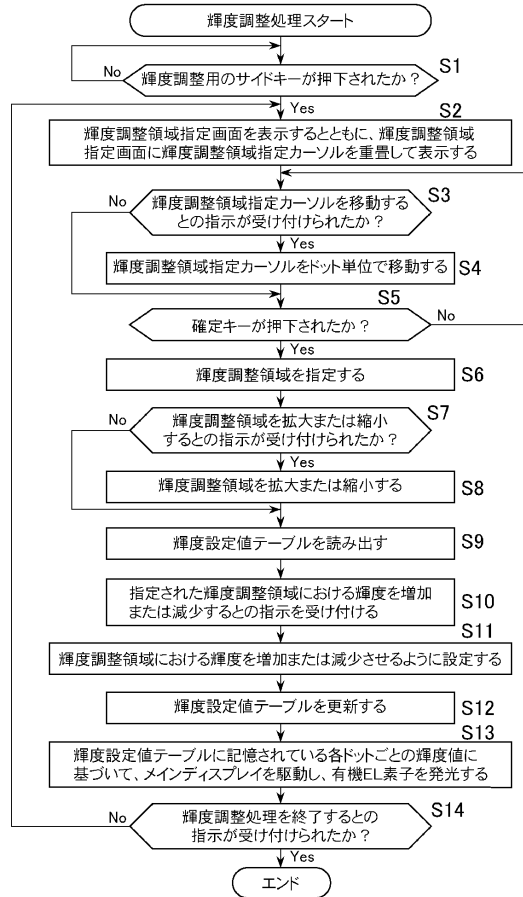 輝度調整処理スタート
No
輝度調整用のサイドキーが押下されたか？
S1
Yes
S2
輝度調整領域指定画面を表示するとともに、輝度調整領域
指定画面に輝度調整領域指定カーソルを重畳して表示する
S3
No
輝度調整領域指定カーソルを移動する
との指示が受け付けられたか？
Yes
輝度調整領域指定カーソルをドット単位で移動する
S4
S5
確定キーが押下されたか？
No
Yes
輝度調整領域を指定する
S6
No
輝度調整領域を拡大または縮小
するとの指示が受け付けられたか？
S7
Yes
輝度調整領域を拡大または縮小する
S8
輝度設定値テーブルを読み出す
S9
指定された輝度調整領域における輝度を増加
または減少するとの指示を受け付ける
S10
S11
輝度調整領域における輝度を増加または減少させるように設定する
輝度設定値テーブルを更新する
S12
S13
輝度設定値テーブルに記憶されている各ドットごとの輝度値に
基づいて、メインディスプレイを駆動し、有機EL素子を発光する
No
輝度調整処理を終了するとの
指示が受け付けられたか？
S14
Yes
エンド